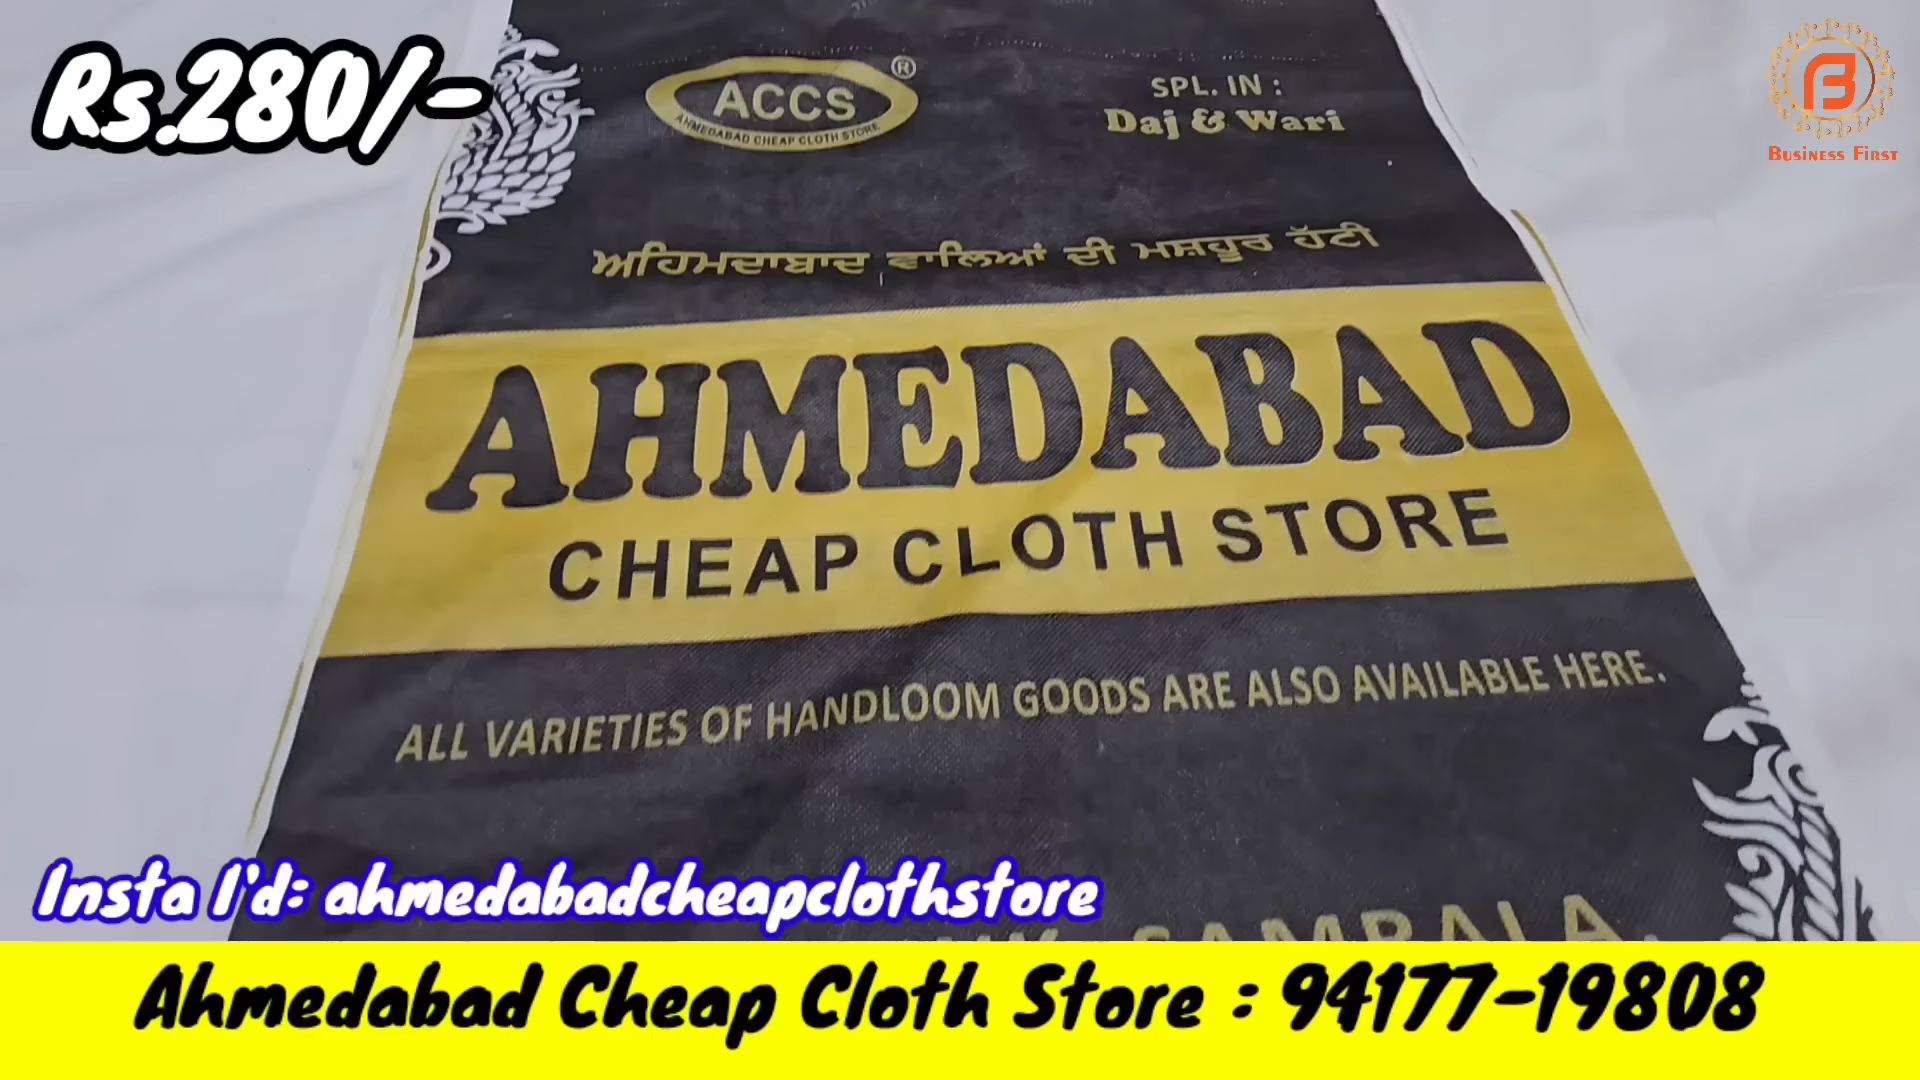 Rs.280/-
ACCS
®
AHMEDABAD CHEAP CLOTH STORE
SPL. IN :
Daj & Wari
BUSINESS FIRST
ਅਹਿਮਦਾਬਾਦ ਵਾਲਿਆਂ ਦੀ ਮਸ਼ਹੂਰ ਹੱਟੀ
AHMEDABAD
CHEAP CLOTH STORE
ALL VARIETIES OF HANDLOOM GOODS ARE ALSO AVAILABLE HERE.
Insta I'd: ahmedabadcheapclothstore
Ahmedabad Cheap Cloth Store : 94177-19808